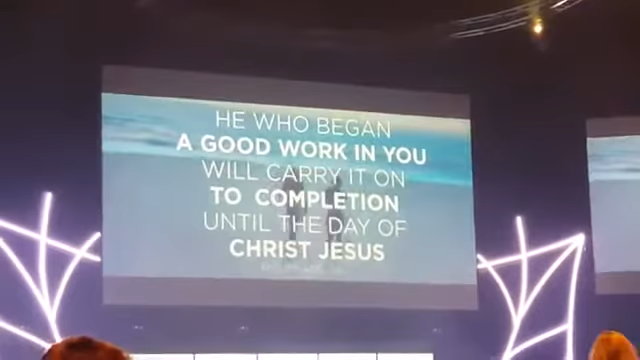 HE WHO BEGAN
A GOOD WORK IN YOU
WILL CARRY IT ON
TO COMPLETION
UNTIL THE DAY OF
CHRIST JESUS